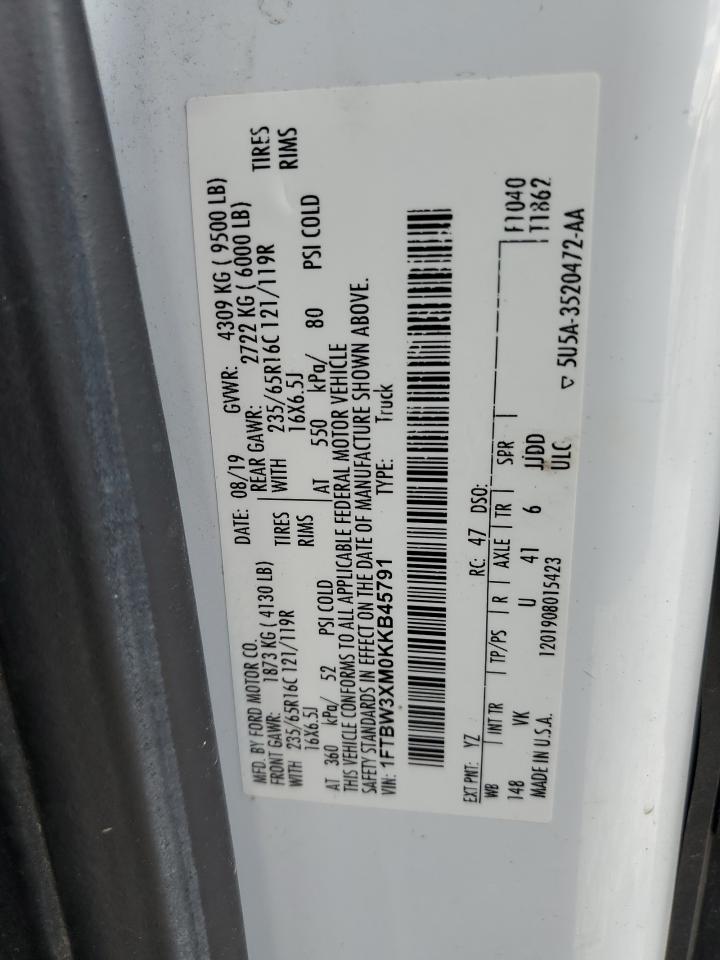 MFD. BY FORD MOTOR CO. DATE: 08/19 GVWR: 4309 KG ( 9500 LB)
FRONT GAWR: 1873 KG ( 4130 LB) REAR GAWR: 2722 KG ( 6000 LB)
WITH 235/65R16C 121/119R TIRES WITH 235/65R16C 121/119R TIRES
16X6.5J RIMS 16X6.5J RIMS
AT 360 kPa/ 52 PSI COLD AT 550 kPa/ 80 PSI COLD
THIS VEHICLE CONFORMS TO ALL APPLICABLE FEDERAL MOTOR VEHICLE
SAFETY STANDARDS IN EFFECT ON THE DATE OF MANUFACTURE SHOWN ABOVE.
VIN: 1FTBW3XM0KKB45791 TYPE: Truck
EXT PNT: YZ RC: 47 DSO:
WB INT TR TP/PS R AXLE TR SPR F1040
148 VK U 41 6 JJDD T1862
MADE IN U.S.A. 1201908015423 ULC 5U5A-3520472-AA